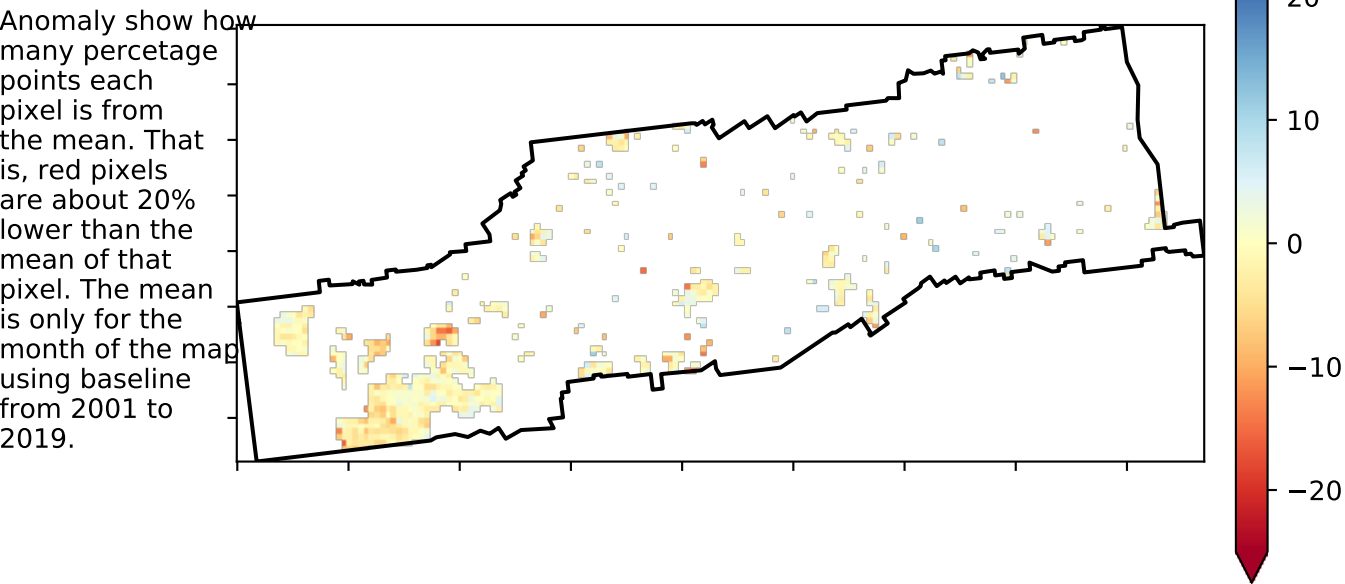 Anomaly show how
many percetage
points each
pixel is from
the mean. That
is, red pixels
are about 20%
lower than the
mean of that
pixel. The mean
is only for the
month of the map
using baseline
from 2001 to
2019.
20
10
0
−10
−20